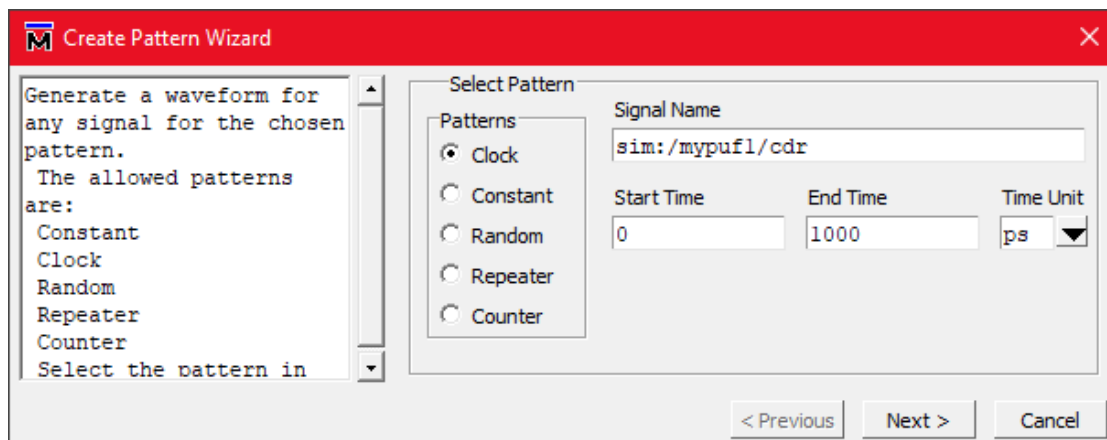 Create Pattern Wizard
Generate a waveform for
any signal for the chosen
pattern.
The allowed patterns
are:
Constant
Clock
Random
Repeater
Counter
Select the pattern in
Select Pattern
Patterns
Clock
Constant
Random
Repeater
Counter
Signal Name
sim:/mypufl/cdr
Start Time
End Time
Time Unit
0
1000
ps
< Previous
Next >
Cancel